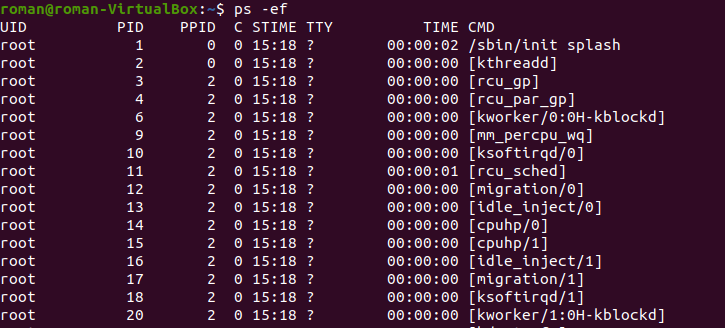 roman@roman-VirtualBox:~$ ps -ef
UID PID PPID C STIME TTY TIME CMD
root 1 0 0 15:18 ? 00:00:02 /sbin/init splash
root 2 0 0 15:18 ? 00:00:00 [kthreadd]
root 3 2 0 15:18 ? 00:00:00 [rcu_gp]
root 4 2 0 15:18 ? 00:00:00 [rcu_par_gp]
root 6 2 0 15:18 ? 00:00:00 [kworker/0:0H-kblockd]
root 9 2 0 15:18 ? 00:00:00 [mm_percpu_wq]
root 10 2 0 15:18 ? 00:00:00 [ksoftirqd/0]
root 11 2 0 15:18 ? 00:00:01 [rcu_sched]
root 12 2 0 15:18 ? 00:00:00 [migration/0]
root 13 2 0 15:18 ? 00:00:00 [idle_inject/0]
root 14 2 0 15:18 ? 00:00:00 [cpuhp/0]
root 15 2 0 15:18 ? 00:00:00 [cpuhp/1]
root 16 2 0 15:18 ? 00:00:00 [idle_inject/1]
root 17 2 0 15:18 ? 00:00:00 [migration/1]
root 18 2 0 15:18 ? 00:00:00 [ksoftirqd/1]
root 20 2 0 15:18 ? 00:00:00 [kworker/1:0H-kblockd]